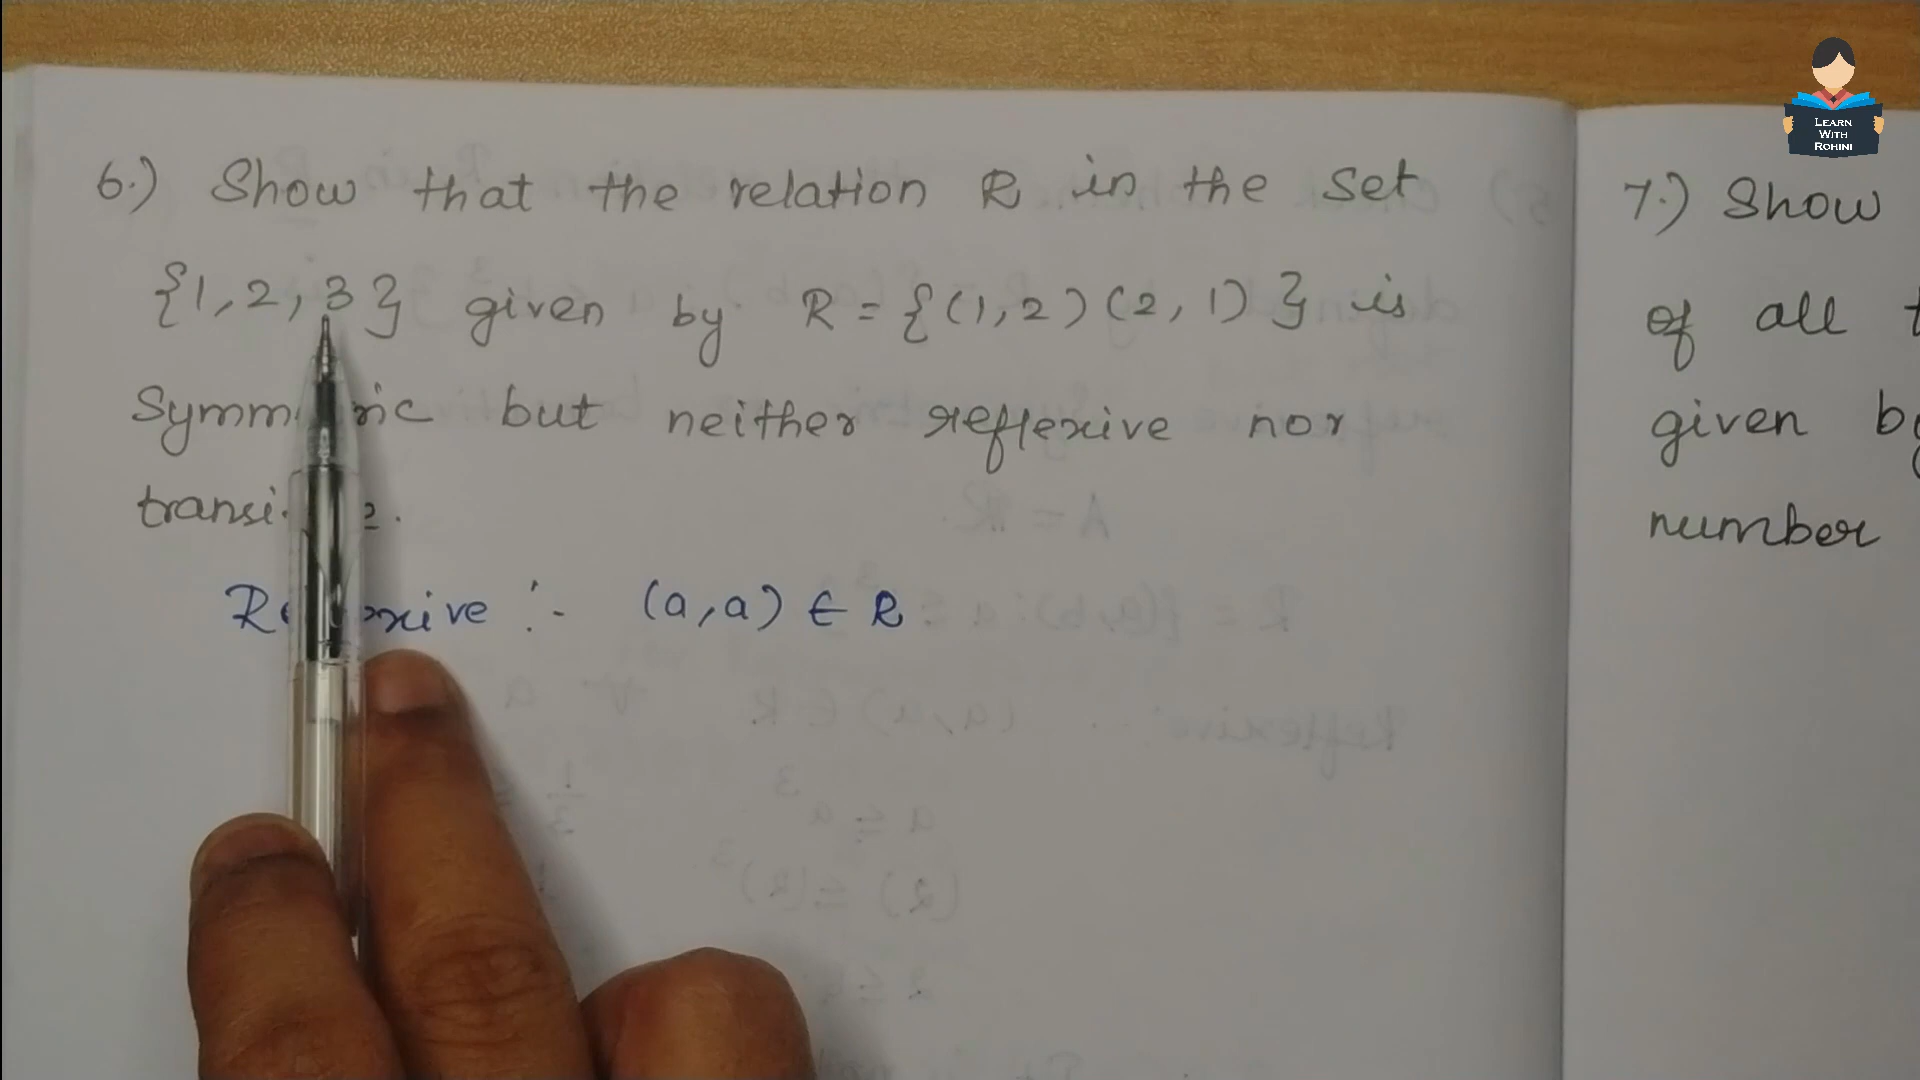 LEARN
WITH
ROHINI
6.) Show that the relation R in the set
{1,2,3} given by R = {(1,2)(2,1)} is
but neither reflexive nor
(a,a) ∈ R
7.) Show
of all
given
number